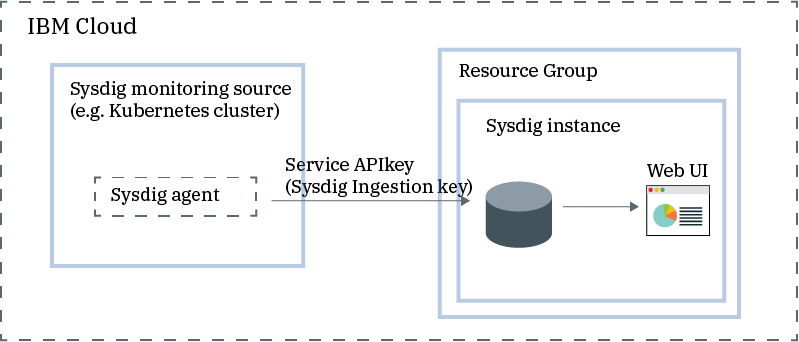 IBM Cloud
Sysdig monitoring source
(e.g. Kubernetes cluster)
Sysdig agent
Service APIkey
(Sysdig Ingestion key)
Resource Group
Sysdig instance
Web UI